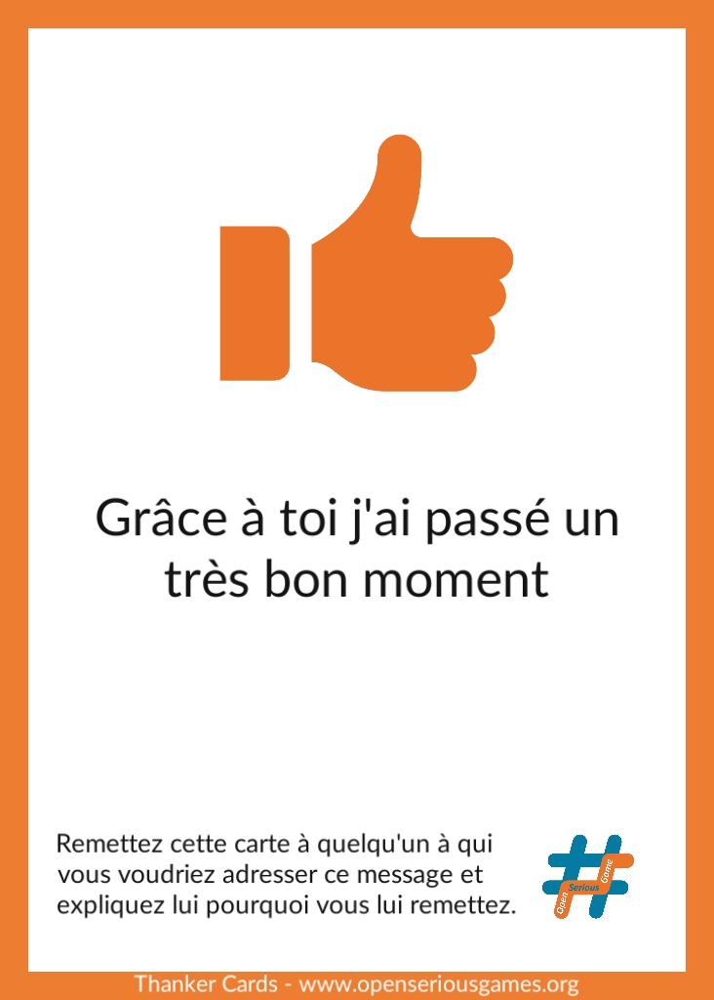 Grâce à toi j'ai passé un
très bon moment
Remettez cette carte à quelqu'un à qui
vous voudriez adresser ce message et
expliquez lui pourquoi vous lui remettez.
Open Serious Game
Thanker Cards - www.openseriousgames.org